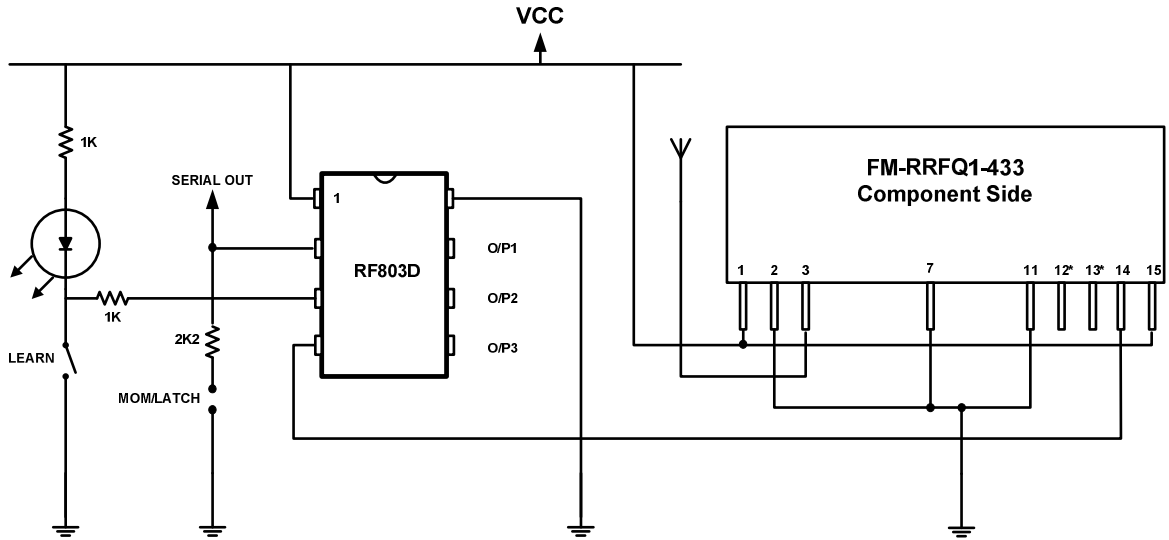 VCC
1K
SERIAL OUT
1
RF803D
O/P1
O/P2
O/P3
1K
2K2
LEARN
MOM/LATCH
FM-RRFQ1-433
Component Side
1 2 3 7 11 12* 13* 14 15